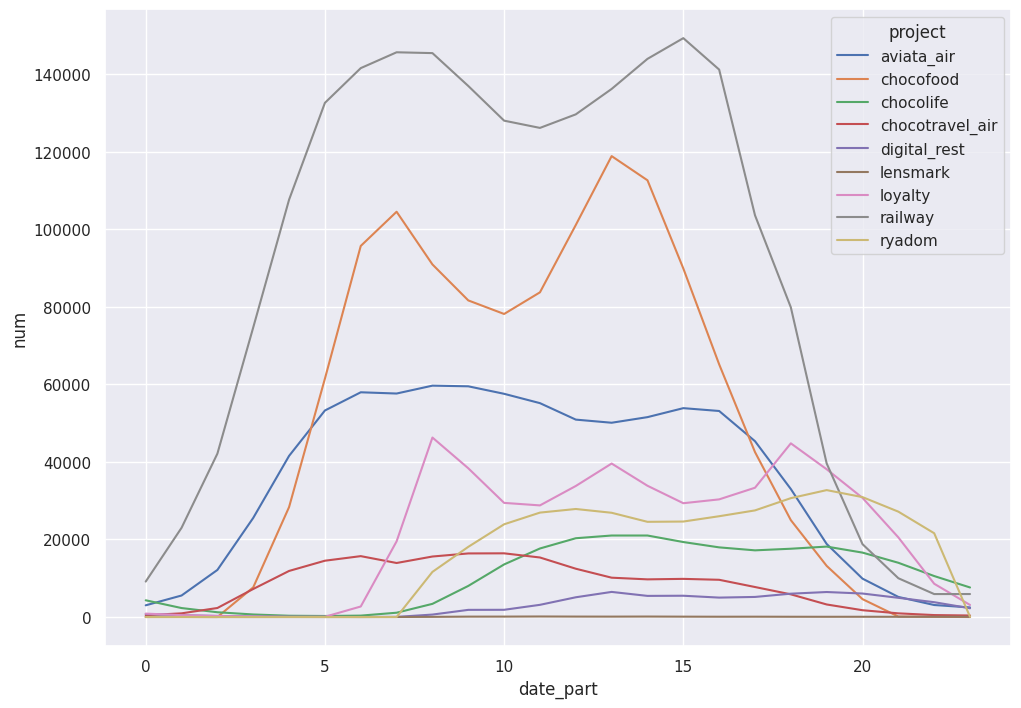 project
aviata_air
chocofood
chocolife
chocotravel_air
digital_rest
lensmark
loyalty
railway
ryadom
140000
120000
100000
80000
60000
40000
20000
0
num
0 5 10 15 20
date_part